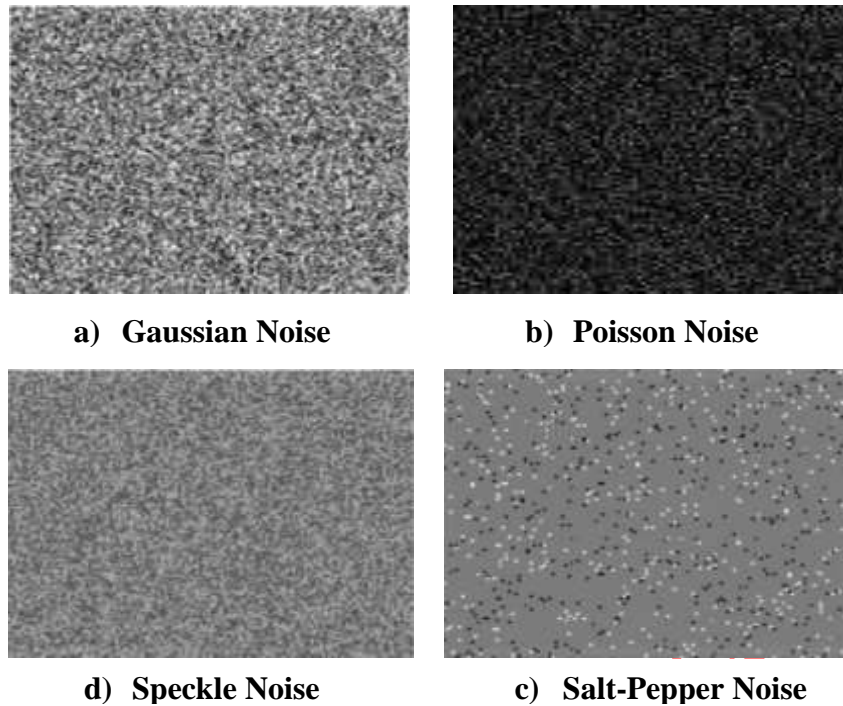 a) Gaussian Noise
b) Poisson Noise
d) Speckle Noise
c) Salt-Pepper Noise